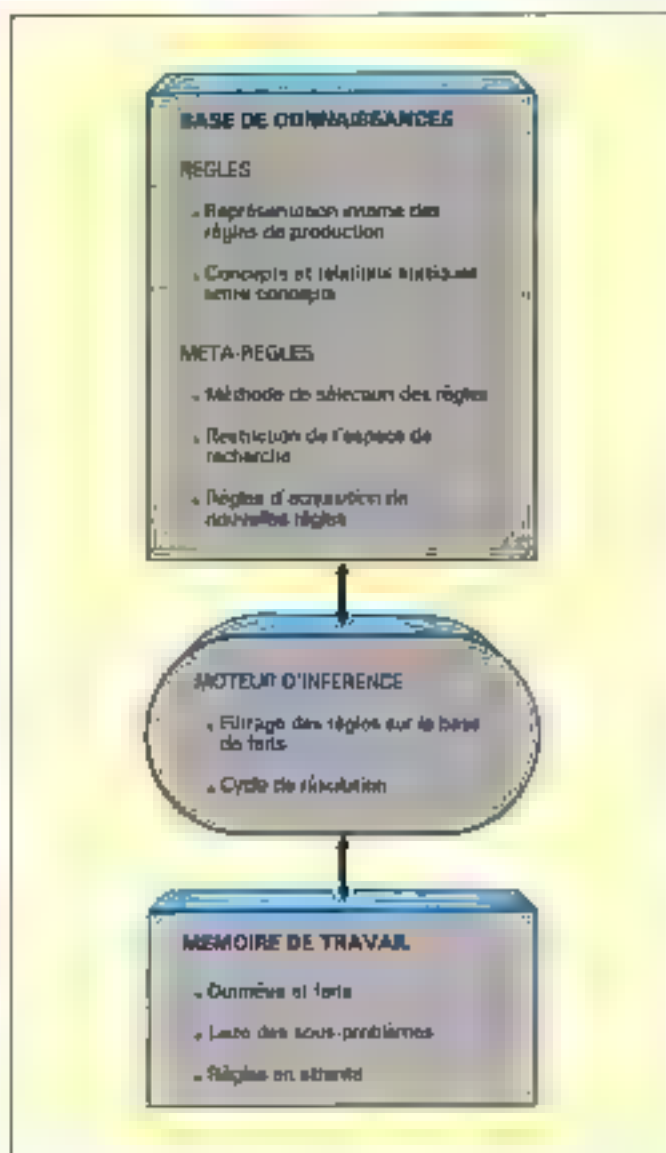 BASE DE CONNAISSANCES
REGLES
• Représentation interne des
règles de production
• Concepts et relations
entre concepts
META-REGLES
• Méthode de sélection des règles
• Restriction de l'espace de
recherche
• Règles d'acquisition de
nouvelles règles
MOTEUR D'INFERENCE
• Filtrage des règles sur la base
de faits
• Cycle de résolution
MEMOIRE DE TRAVAIL
• Données et faits
• Liste des sous-problèmes
• Règles en attente